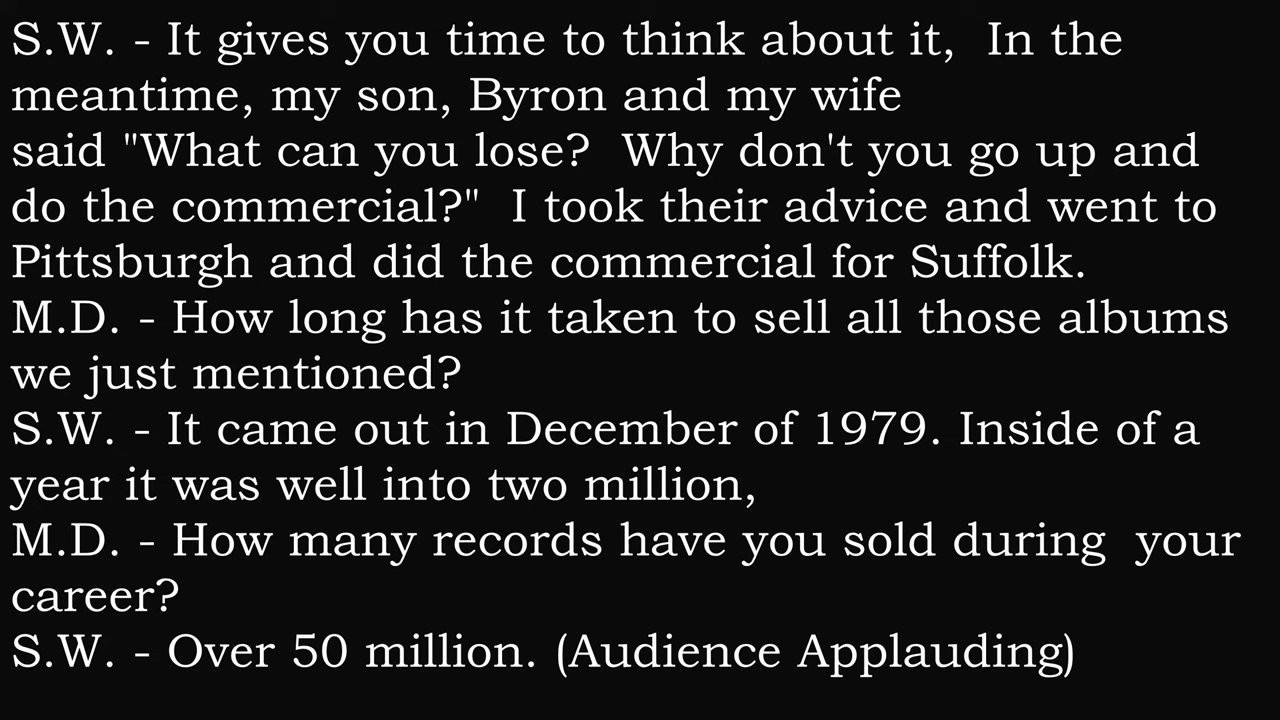 S.W. - It gives you time to think about it,  In the
meantime, my son, Byron and my wife
said "What can you lose?  Why don't you go up and
do the commercial?"  I took their advice and went to
Pittsburgh and did the commercial for Suffolk.
M.D. - How long has it taken to sell all those albums
we just mentioned?
S.W. - It came out in December of 1979. Inside of a
year it was well into two million,
M.D. - How many records have you sold during  your
career?
S.W. - Over 50 million. (Audience Applauding)